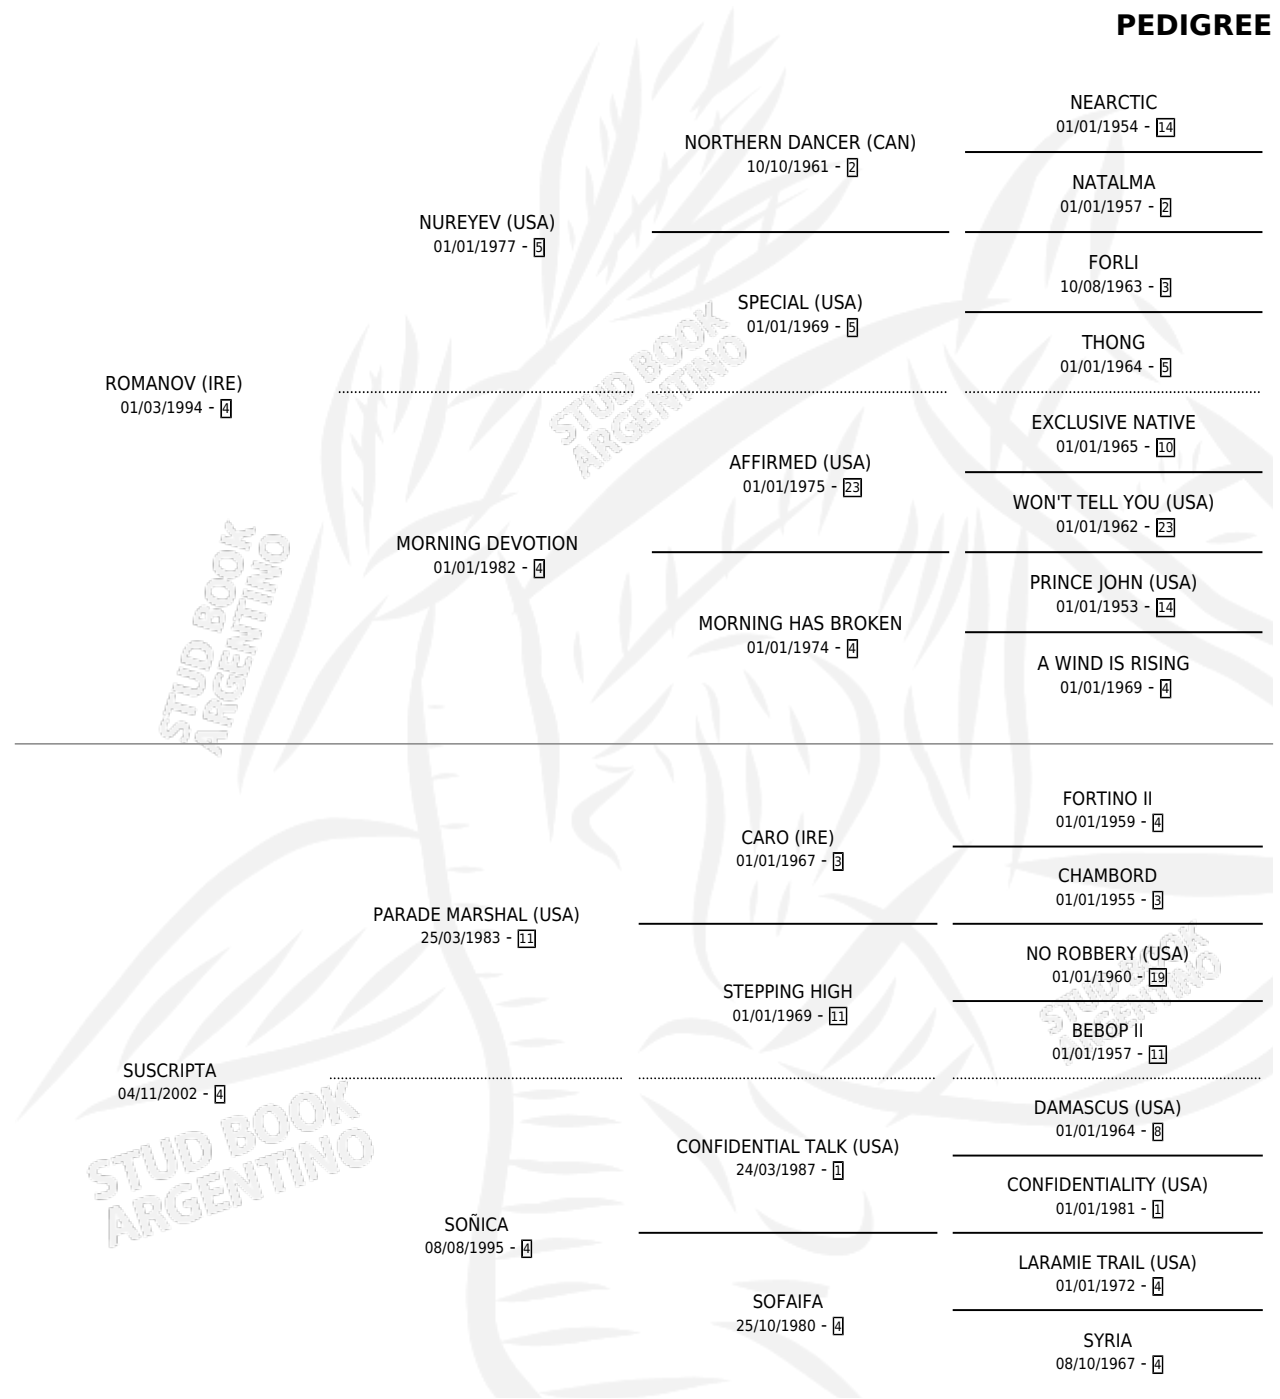 PEDIGREE
NEARCTIC
01/01/1954 - 14
NORTHERN DANCER (CAN)
10/10/1961 - 2
NATALMA
01/01/1957 - 2
NUREYEV (USA)
01/01/1977 - 5
FORLI
10/08/1963 - 3
SPECIAL (USA)
01/01/1969 - 5
THONG
01/01/1964 - 5
ROMANOV (IRE)
01/03/1994 - 4
EXCLUSIVE NATIVE
01/01/1965 - 10
AFFIRMED (USA)
01/01/1975 - 23
WON'T TELL YOU (USA)
01/01/1962 - 23
MORNING DEVOTION
01/01/1982 - 4
PRINCE JOHN (USA)
01/01/1953 - 14
MORNING HAS BROKEN
01/01/1974 - 4
A WIND IS RISING
01/01/1969 - 4
FORTINO II
01/01/1959 - 4
CARO (IRE)
01/01/1967 - 3
CHAMBORD
01/01/1955 - 3
PARADE MARSHAL (USA)
25/03/1983 - 11
NO ROBBERY (USA)
01/01/1960 - 19
STEPPING HIGH
01/01/1969 - 11
BEBOP II
01/01/1957 - 11
SUSCRIPTA
04/11/2002 - 4
DAMASCUS (USA)
01/01/1964 - 8
CONFIDENTIAL TALK (USA)
24/03/1987 - 1
CONFIDENTIALITY (USA)
01/01/1981 - 1
SOÑICA
08/08/1995 - 4
LARAMIE TRAIL (USA)
01/01/1972 - 4
SOFAIFA
25/10/1980 - 4
SYRIA
08/10/1967 - 4
STUD BOOK
ARGENTINO
STUD BOOK
ARGENTINO
STUD BOOK
ARGENTINO
STUD BOOK
ARGENTINO